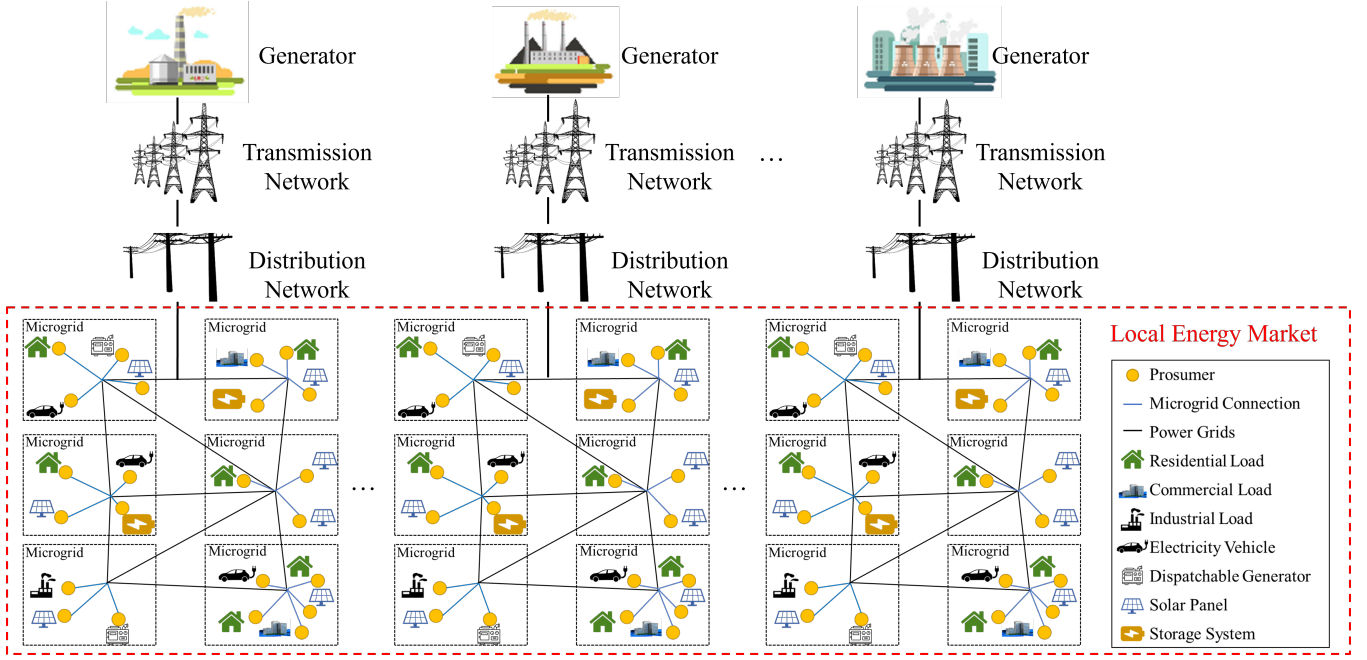 Generator
Generator
Generator
Transmission
Network
Transmission
Network
...
Transmission
Network
Distribution
Network
Distribution
Network
Distribution
Network
Microgrid
Microgrid
Microgrid
Microgrid
Microgrid
Microgrid
Microgrid
Microgrid
...
Microgrid
Microgrid
...
Microgrid
Microgrid
Microgrid
Microgrid
Microgrid
Microgrid
Microgrid
Microgrid
Local Energy Market
Prosumer
Microgrid Connection
Power Grids
Residential Load
Commercial Load
Industrial Load
Electricity Vehicle
Dispatchable Generator
Solar Panel
Storage System